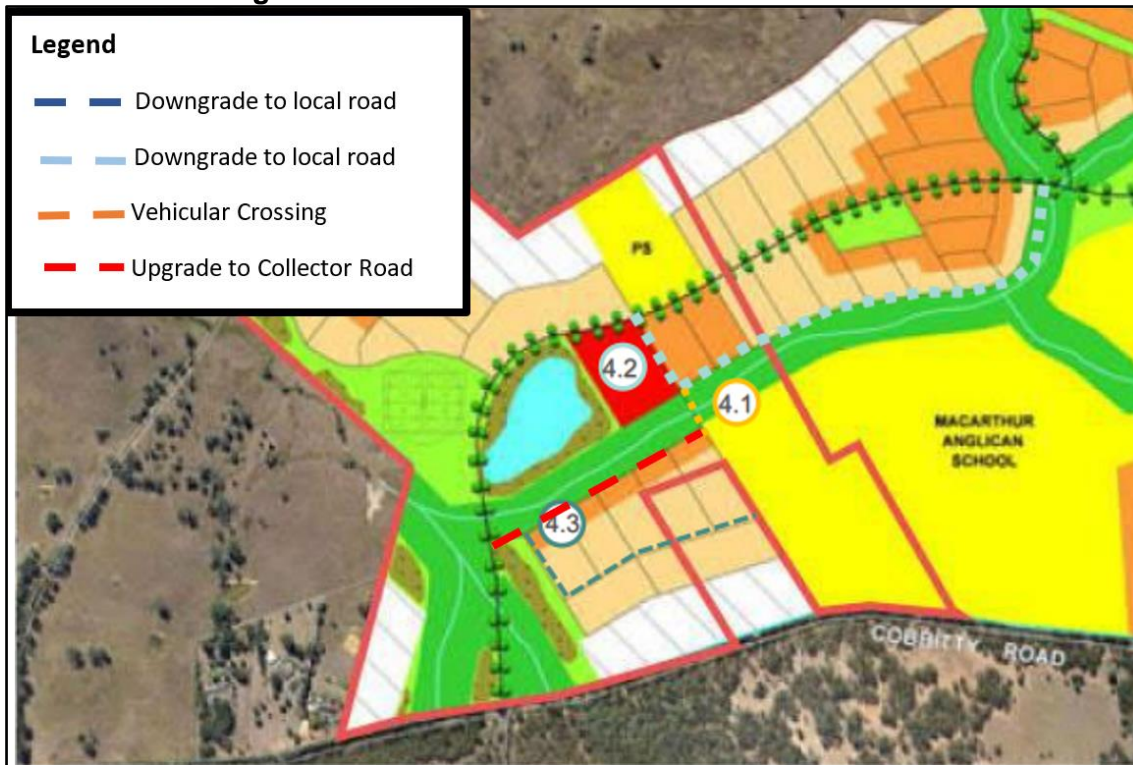 Legend
Downgrade to local road
Downgrade to local road
Vehicular Crossing
Upgrade to Collector Road
PS
4.2
4.1
MACARTHUR
ANGLICAN
SCHOOL
4.3
COBBITTY ROAD